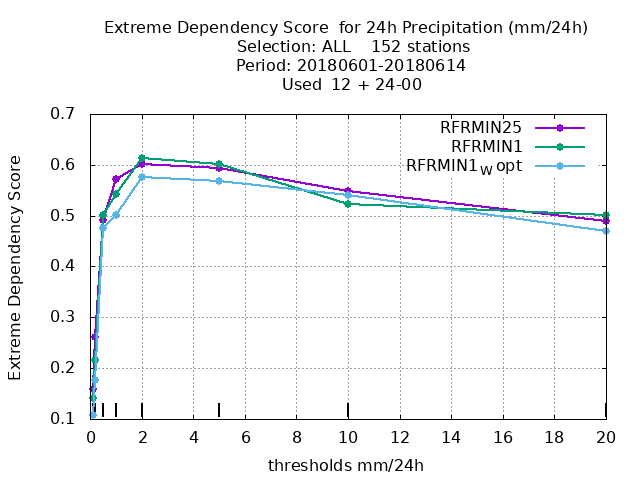 Extreme Dependency Score  for 24h Precipitation (mm/24h)
Selection: ALL    152 stations
Period: 20180601-20180614
Used  12 + 24-00
RFRMIN25
RFRMIN1
RFRMIN1W opt
Extreme Dependency Score
0.7
0.6
0.5
0.4
0.3
0.2
0.1
0 2 4 6 8 10 12 14 16 18 20
thresholds mm/24h